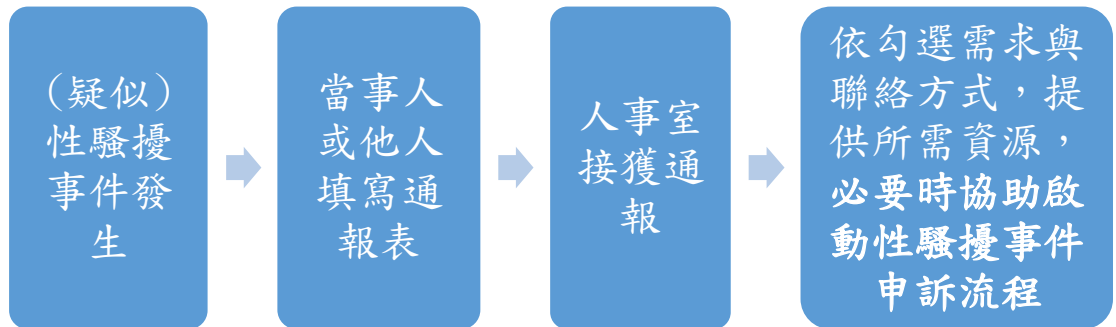 （疑似）
性騷擾
事件發
生
當事人
或他人
填寫通
報表
人事室
接獲通
報
依勾選需求與
聯絡方式，提
供所需資源，
必要時協助啟
動性騷擾事件
申訴流程